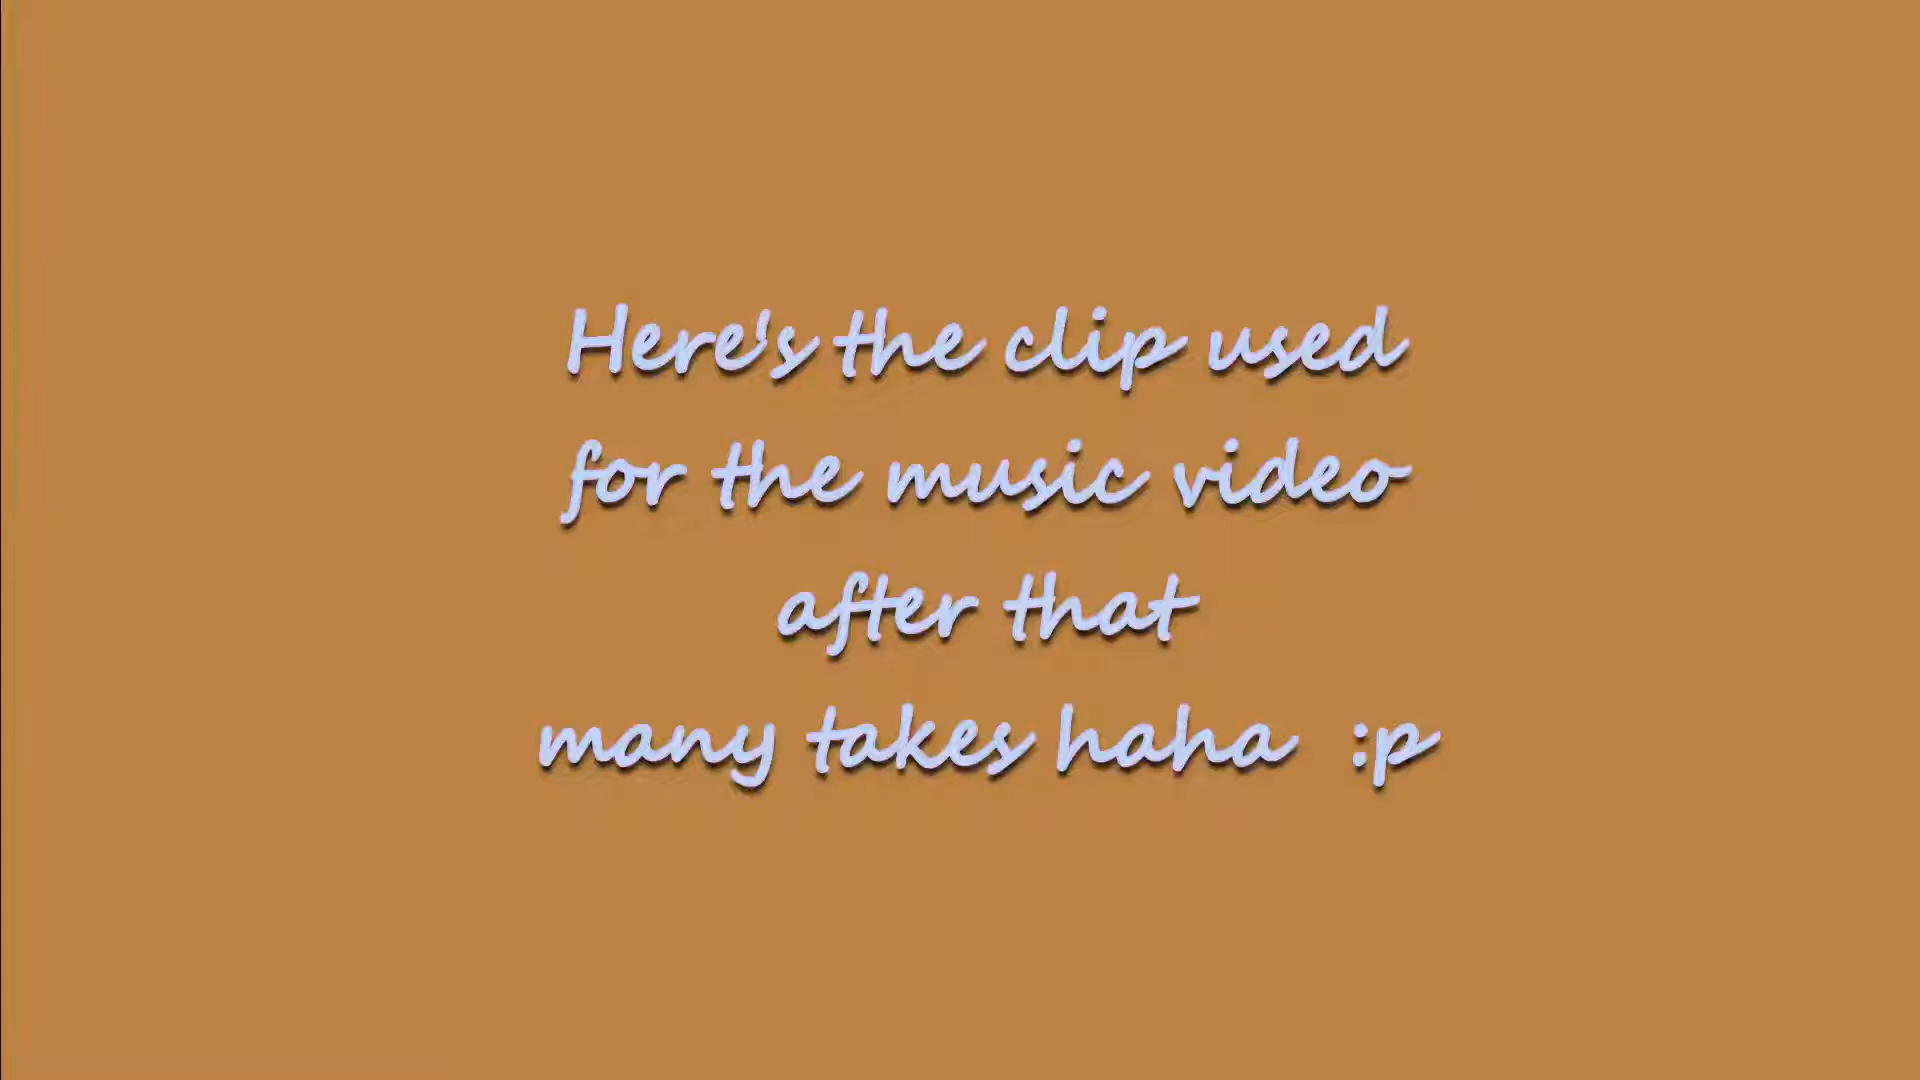 Here's the clip used
for the music video
after that
many takes haha :p